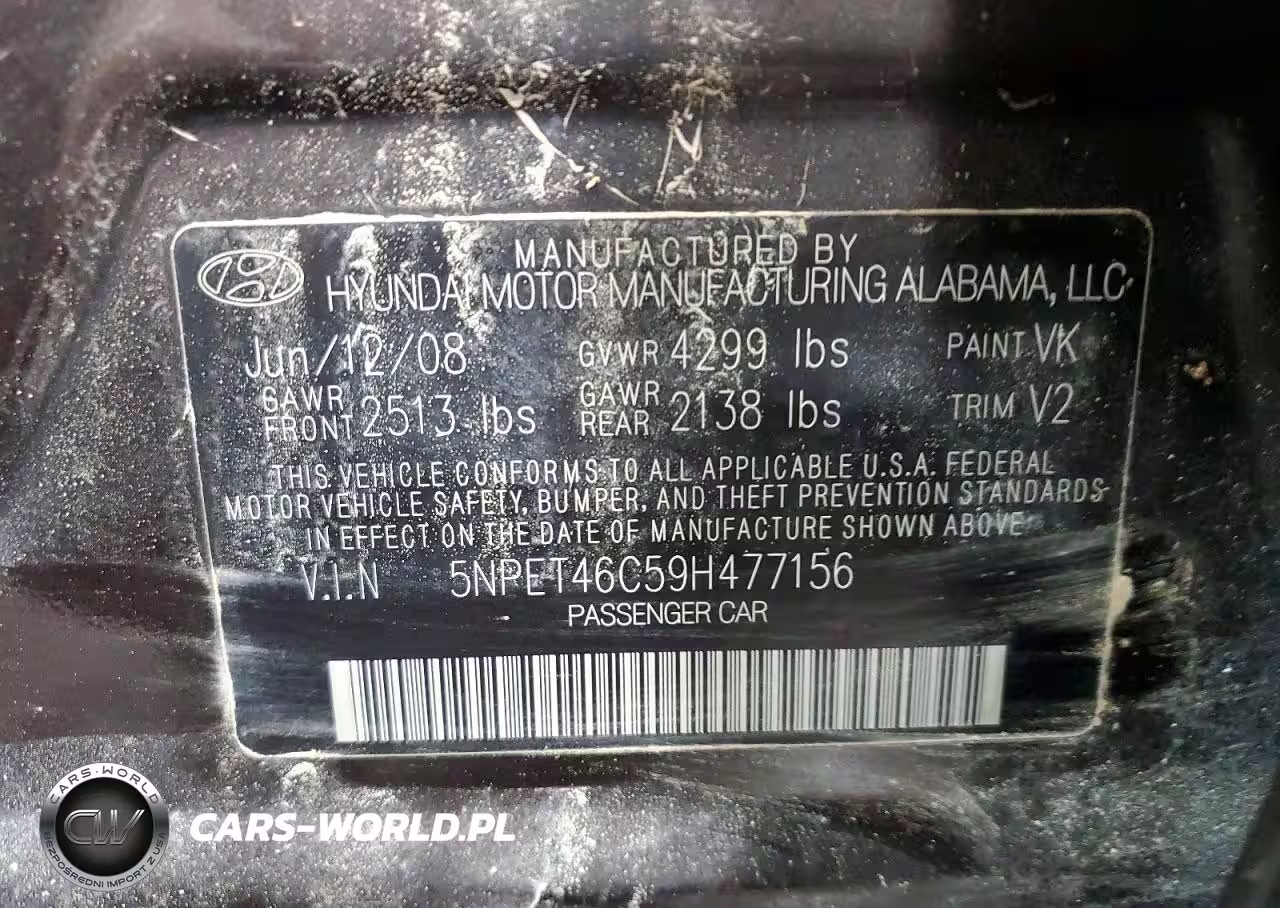 MANUFACTURED BY
HYUNDAI MOTOR MANUFACTURING ALABAMA, LLC
Jun/12/08 GVWR 4299 lbs PAINT VK
GAWR FRONT 2513 lbs GAWR REAR 2138 lbs TRIM V2
THIS VEHICLE CONFORMS TO ALL APPLICABLE U.S.A. FEDERAL
MOTOR VEHICLE SAFETY, BUMPER, AND THEFT PREVENTION STANDARDS
IN EFFECT ON THE DATE OF MANUFACTURE SHOWN ABOVE
V.I.N 5NPET46C59H477156
PASSENGER CAR
CARS-WORLD
CW
BEZPOŚREDNI IMPORT Z USA
CARS-WORLD.PL